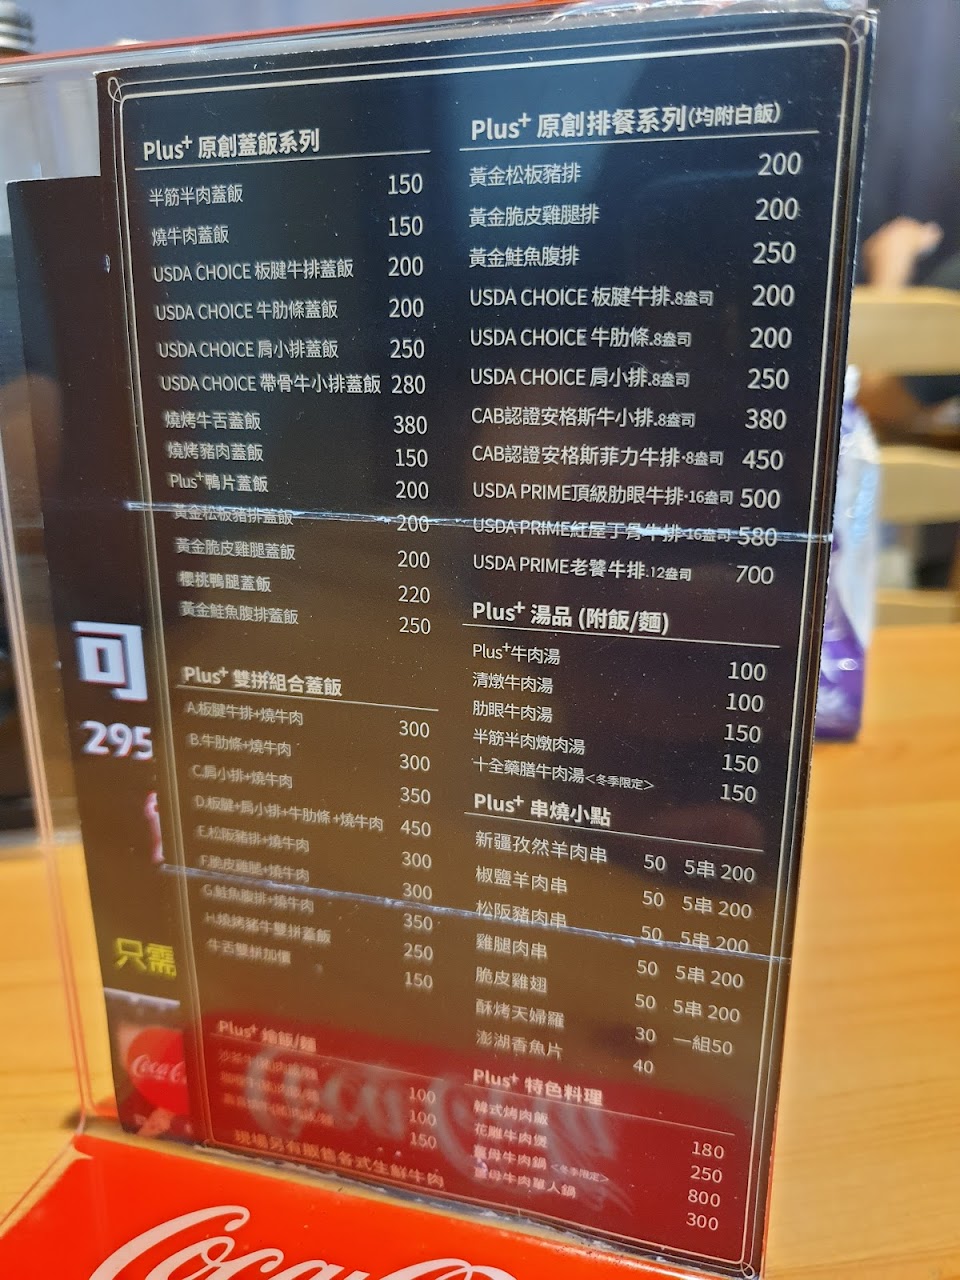 Plus+ 原創蓋飯系列
半筋半肉蓋飯 150
燒牛肉蓋飯 150
USDA CHOICE 板腱牛排蓋飯 200
USDA CHOICE 牛肋條蓋飯 200
USDA CHOICE 肩小排蓋飯 250
USDA CHOICE 帶骨牛小排蓋飯 280
燒烤牛舌蓋飯 380
燒烤豬肉蓋飯 150
Plus+鴨片蓋飯 200
黃金松板豬排蓋飯 200
黃金脆皮雞腿蓋飯 200
櫻桃鴨腿蓋飯 220
黃金鮭魚腹排蓋飯 250
Plus+ 雙拼組合蓋飯
A.板腱牛排+燒牛肉 300
B.牛肋條+燒牛肉 300
C.肩小排+燒牛肉 350
D.板腱+肩小排+牛肋條+燒牛肉 450
E.松阪豬排+燒牛肉 300
F.脆皮雞腿+燒牛肉 300
G.鮭魚腹排+燒牛肉 350
H.燒烤豬牛雙拼蓋飯 250
牛舌雙拼加價 150
Plus+ 燴飯/麵
100
100
150
現場另有販售各式生鮮牛肉
Plus+ 原創排餐系列(均附白飯)
黃金松板豬排 200
黃金脆皮雞腿排 200
黃金鮭魚腹排 250
USDA CHOICE 板腱牛排.8盎司 200
USDA CHOICE 牛肋條.8盎司 200
USDA CHOICE 肩小排.8盎司 250
CAB認證安格斯牛小排.8盎司 380
CAB認證安格斯菲力牛排.8盎司 450
USDA PRIME頂級肋眼牛排.16盎司 500
USDA PRIME紅屋丁骨牛排.16盎司 580
USDA PRIME老饕牛排.12盎司 700
Plus+ 湯品 (附飯/麵)
Plus+牛肉湯 100
清燉牛肉湯 100
肋眼牛肉湯 150
半筋半肉燉肉湯 150
十全藥膳牛肉湯<冬季限定> 150
Plus+ 串燒小點
新疆孜然羊肉串 50 5串 200
椒鹽羊肉串 50 5串 200
松阪豬肉串 50 5串 200
雞腿肉串 50 5串 200
脆皮雞翅 50 5串 200
酥烤天婦羅 30 一組50
澎湖香魚片 40
Plus+ 特色料理
韓式烤肉飯 180
花雕牛肉煲 250
薑母牛肉鍋<冬季限定> 800
薑母牛肉單人鍋 300
可
295
只需
Coca-C
Coca